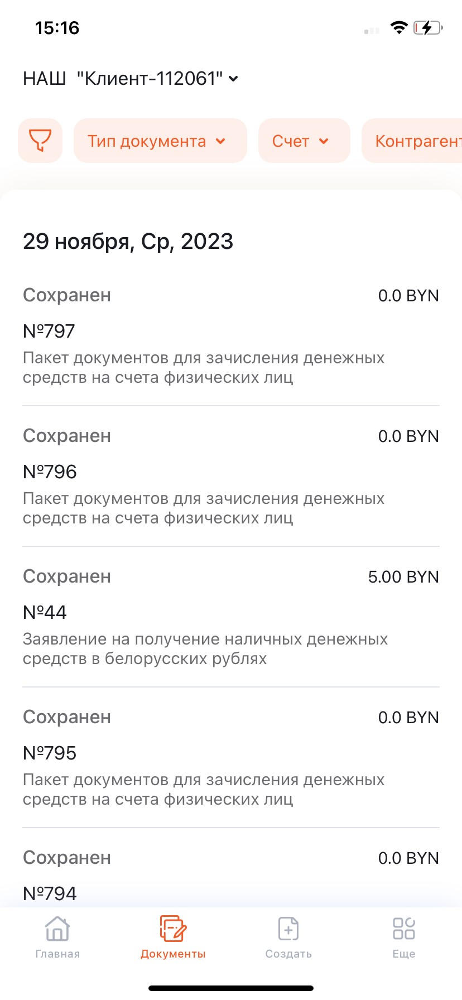 15:16
НАШ "Клиент-112061"
Тип документа
Счет
Контрагент
29 ноября, Ср, 2023
Сохранен 0.0 BYN
№797
Пакет документов для зачисления денежных
средств на счета физических лиц
Сохранен 0.0 BYN
№796
Пакет документов для зачисления денежных
средств на счета физических лиц
Сохранен 5.00 BYN
№44
Заявление на получение наличных денежных
средств в белорусских рублях
Сохранен 0.0 BYN
№795
Пакет документов для зачисления денежных
средств на счета физических лиц
Сохранен 0.0 BYN
№794
Главная Документы Создать Еще